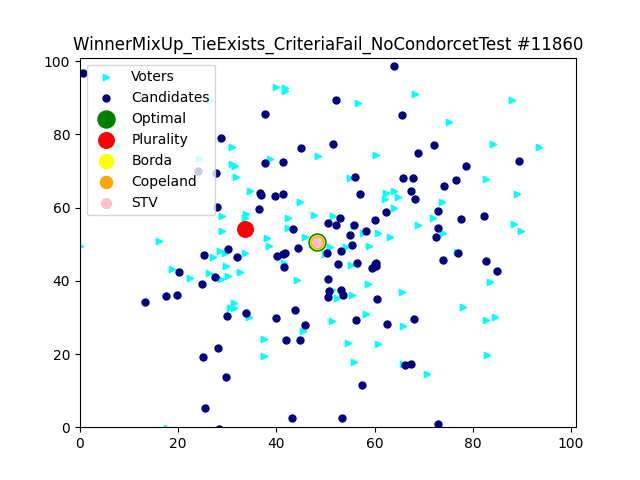 WinnerMixUp_TieExists_CriteriaFail_NoCondorcetTest #11860
100
80
60
40
20
0
Voters
Candidates
Optimal
Plurality
Borda
Copeland
STV
0 20 40 60 80 100